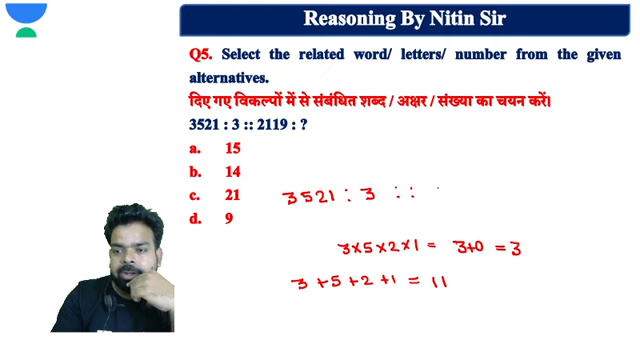 Reasoning By Nitin Sir
Q5. Select the related word/ letters/ number from the given
alternatives.
दिए गए विकल्पों में से संबंधित शब्द / अक्षर / संख्या का चयन करें।
3521 : 3 :: 2119 : ?
a. 15
b. 14
c. 21
d. 9
3521 : 3 : :
3×5×2×1 = 3+0 = 3
3+5+2+1 = 11